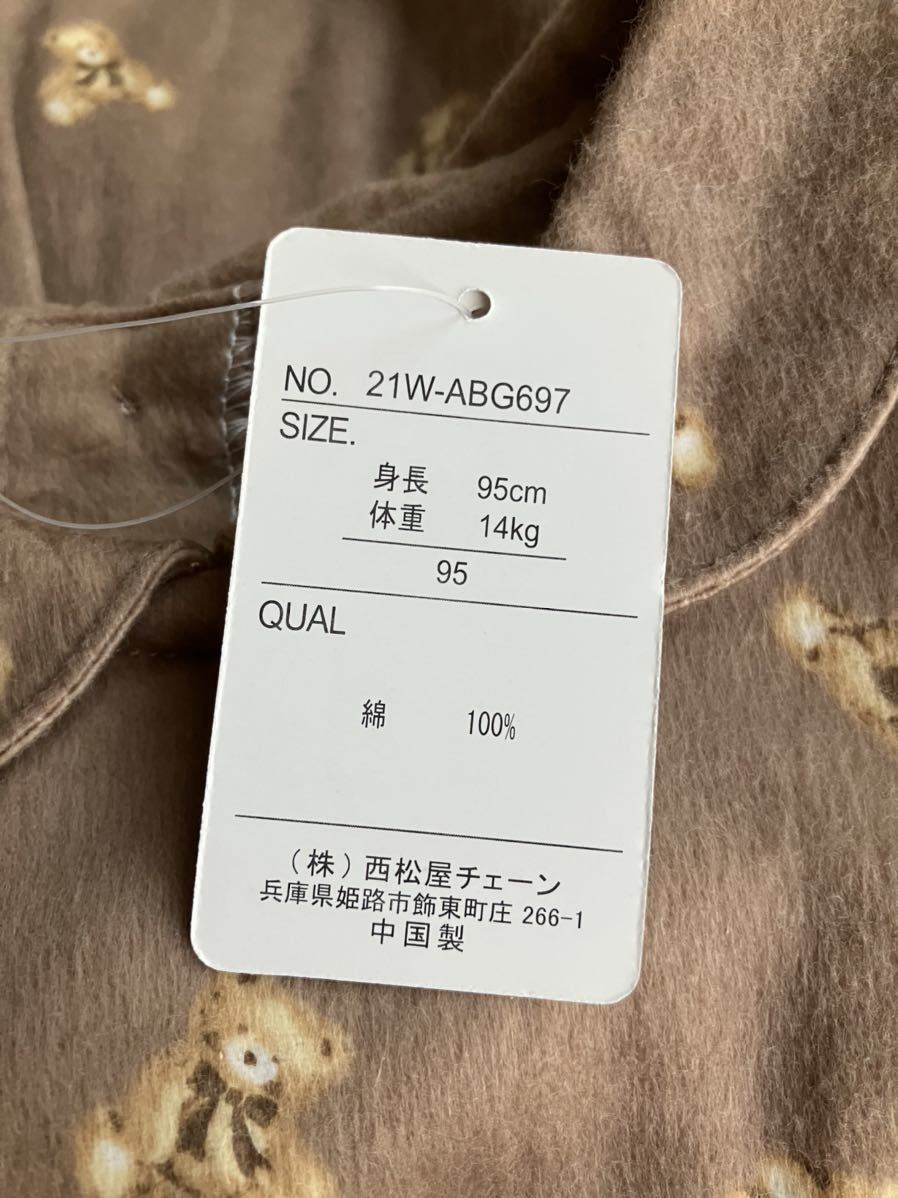 NO. 21W-ABG697
SIZE.
身長 95cm
体重 14kg
95
QUAL
綿 100%
（株）西松屋チェーン
兵庫県姫路市飾東町庄 266-1
中国製